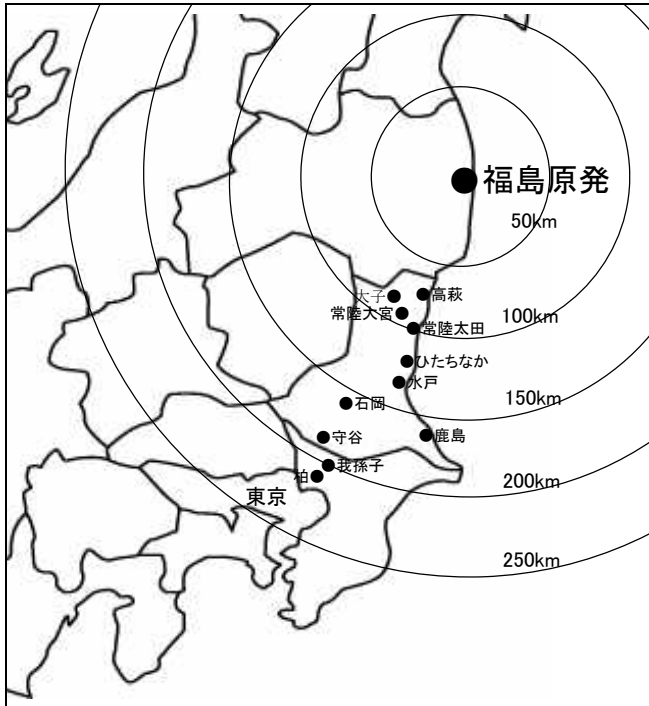 福島原発
50km
大子
高萩
常陸大宮
100km
常陸太田
ひたちなか
水戸
150km
石岡
守谷
鹿島
我孫子
柏
200km
東京
250km